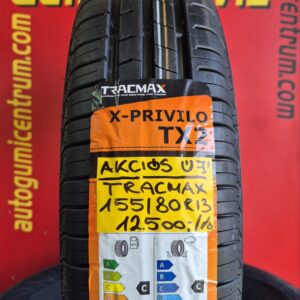 autogumicentrum.com
autogumicentrum.com
TRACMAX
X-PRIVILO
TX2
AKCIÓS ÚJ!
TRACMAX
155/80R13
12500.-/db
A
C
C
A
B
C